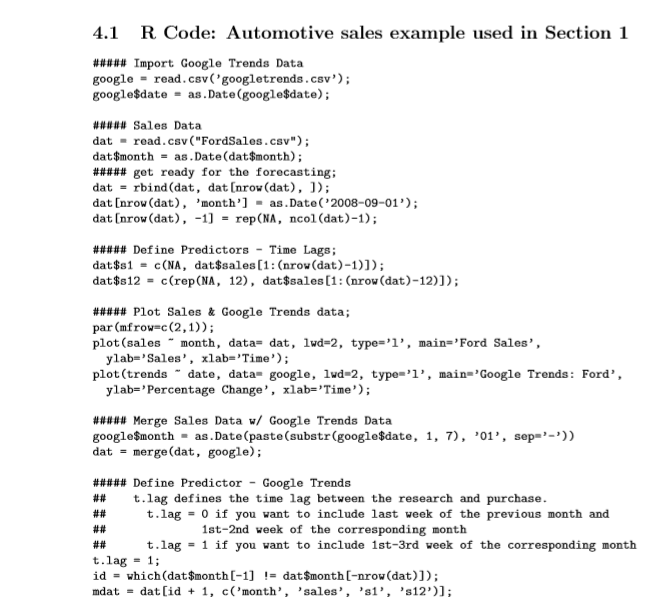 4.1 R Code: Automotive sales example used in Section 1
##### Import Google Trends Data
google = read.csv('googletrends.csv');
google$date = as.Date(google$date);
##### Sales Data
dat = read.csv("FordSales.csv");
dat$month = as.Date(dat$month);
##### get ready for the forecasting;
dat = rbind(dat, dat[nrow(dat), ]);
dat[nrow(dat), 'month'] = as.Date('2008-09-01');
dat[nrow(dat), -1] = rep(NA, ncol(dat)-1);
##### Define Predictors - Time Lags;
dat$s1 = c(NA, dat$sales[1:(nrow(dat)-1)]);
dat$s12 = c(rep(NA, 12), dat$sales[1:(nrow(dat)-12)]);
##### Plot Sales & Google Trends data;
par(mfrow=c(2,1));
plot(sales ~ month, data= dat, lwd=2, type='l', main='Ford Sales',
ylab='Sales', xlab='Time');
plot(trends ~ date, data= google, lwd=2, type='l', main='Google Trends: Ford',
ylab='Percentage Change', xlab='Time');
##### Merge Sales Data w/ Google Trends Data
google$month = as.Date(paste(substr(google$date, 1, 7), '01', sep='-'))
dat = merge(dat, google);
##### Define Predictor - Google Trends
## t.lag defines the time lag between the research and purchase.
## t.lag = 0 if you want to include last week of the previous month and
## 1st-2nd week of the corresponding month
## t.lag = 1 if you want to include 1st-3rd week of the corresponding month
t.lag = 1;
id = which(dat$month[-1] != dat$month[-nrow(dat)]);
mdat = dat[id + 1, c('month', 'sales', 's1', 's12')];